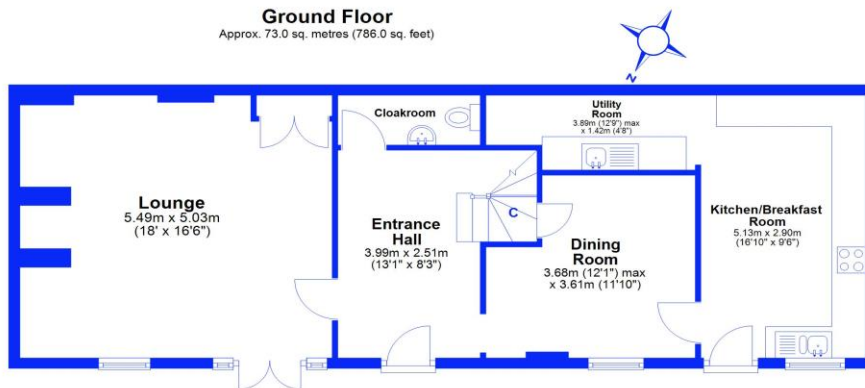 Ground Floor
Approx. 73.0 sq. metres (786.0 sq. feet)
N
Cloakroom
Utility
Room
3.89m (12'9") max
x 1.42m (4'8")
Lounge
5.49m x 5.03m
(18' x 16'6")
Entrance
Hall
3.99m x 2.51m
(13'1" x 8'3")
C
Dining
Room
3.68m (12'1") max
x 3.61m (11'10")
Kitchen/Breakfast
Room
5.13m x 2.90m
(16'10" x 9'6")